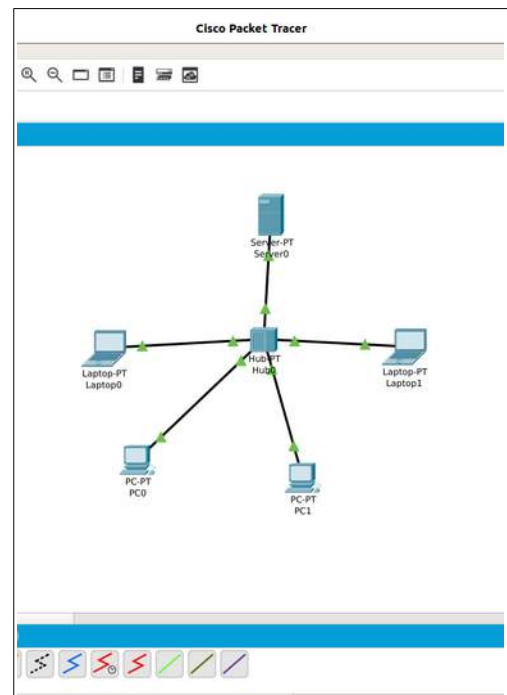 Cisco Packet Tracer
Server-PT
Server0
Laptop-PT
Laptop0
Hub-PT
Hub0
Laptop-PT
Laptop1
PC-PT
PC0
PC-PT
PC1